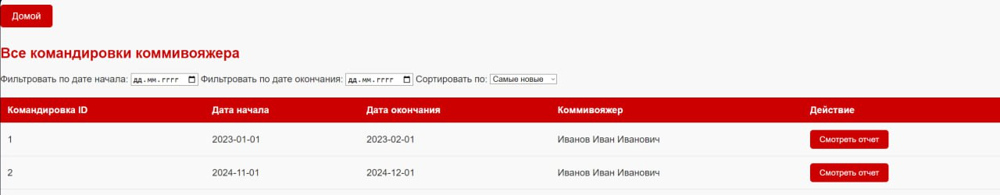 Домой
Все командировки коммивояжера
Фильтровать по дате начала: дд.мм.гггг Фильтровать по дате окончания: дд.мм.гггг Сортировать по: Самые новые
Командировка ID Дата начала Дата окончания Коммивояжер Действие
1 2023-01-01 2023-02-01 Иванов Иван Иванович Смотреть отчет
2 2024-11-01 2024-12-01 Иванов Иван Иванович Смотреть отчет